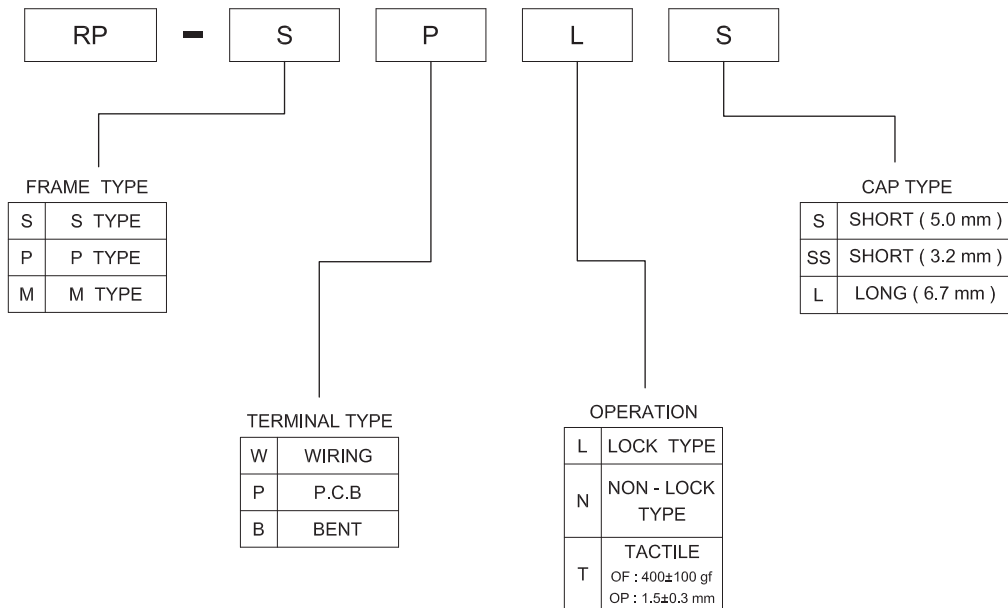 RP - S P L S
FRAME TYPE
S S TYPE
P P TYPE
M M TYPE
CAP TYPE
S SHORT ( 5.0 mm )
SS SHORT ( 3.2 mm )
L LONG ( 6.7 mm )
TERMINAL TYPE
W WIRING
P P.C.B
B BENT
OPERATION
L LOCK TYPE
N NON - LOCK
TYPE
T TACTILE
OF : 400±100 gf
OP : 1.5±0.3 mm